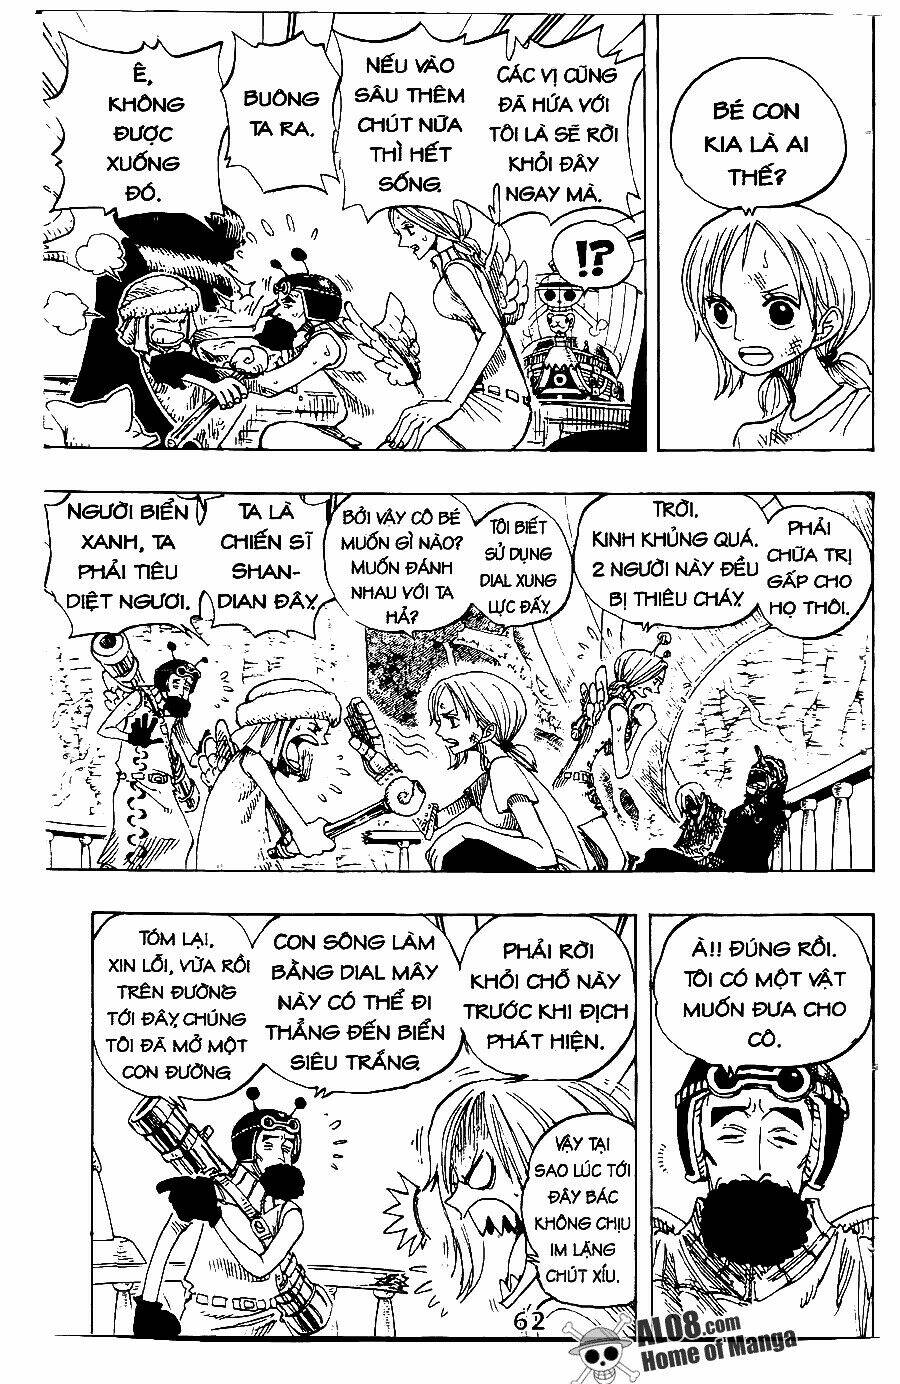 BÉ CON
KIA LÀ AI
THẾ?
CÁC VỊ CŨNG
ĐÃ HỨA VỚI
TÔI LÀ SẼ RỜI
KHỎI ĐÂY
NGAY MÀ.
!?
NẾU VÀO
SÂU THÊM
CHÚT NỮA
THÌ HẾT
SỐNG.
BUÔNG
TA RA.
Ê,
KHÔNG
ĐƯỢC
XUỐNG
ĐÓ.
PHẢI
CHỮA TRỊ
GẤP CHO
HỌ THÔI.
TRỜI.
KINH KHỦNG QUÁ.
2 NGƯỜI NÀY ĐỀU
BỊ THIÊU CHÁY.
TÔI BIẾT
SỬ DỤNG
DIAL XUNG
LỰC ĐẤY.
BỞI VẬY CÔ BÉ
MUỐN GÌ NÀO?
MUỐN ĐÁNH
NHAU VỚI TA
HẢ?
TA LÀ
CHIẾN SĨ
SHAN-
DIAN ĐÂY.
NGƯỜI BIỂN
XANH, TA
PHẢI TIÊU
DIỆT NGƯƠI.
À!! ĐÚNG RỒI.
TÔI CÓ MỘT VẬT
MUỐN ĐƯA CHO
CÔ.
PHẢI RỜI
KHỎI CHỖ NÀY
TRƯỚC KHI ĐỊCH
PHÁT HIỆN.
VẬY TẠI
SAO LÚC TỚI
ĐÂY BÁC
KHÔNG CHỊU
IM LẶNG
CHÚT XÍU.
CON SÔNG LÀM
BẰNG DIAL MÂY
NÀY CÓ THỂ ĐI
THẲNG ĐẾN BIỂN
SIÊU TRẮNG.
TÓM LẠI,
XIN LỖI, VỪA RỒI
TRÊN ĐƯỜNG
TỚI ĐÂY, CHÚNG
TÔI ĐÃ MỞ MỘT
CON ĐƯỜNG
62
ALO8.com
Home of Manga